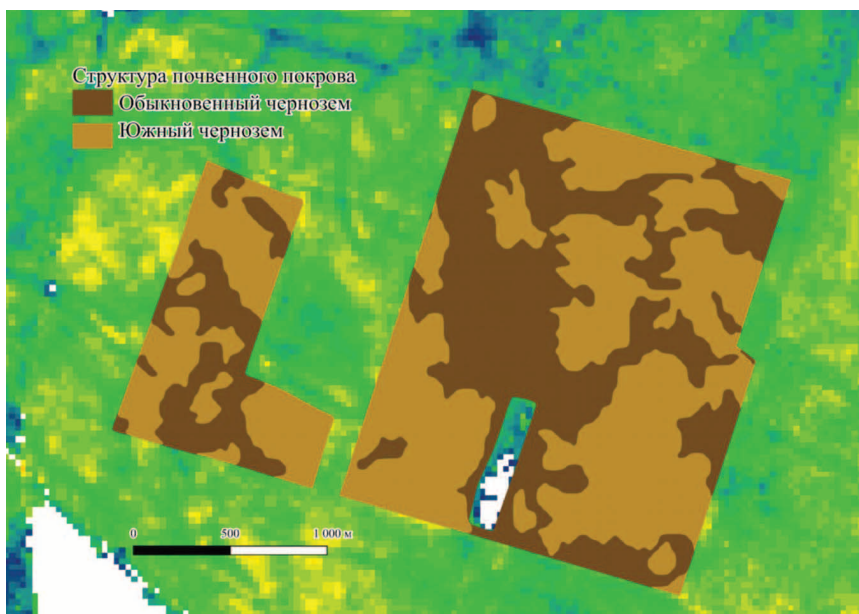 Структура почвенного покрова
Обыкновенный чернозем
Южный чернозем
0 500 1 000 м